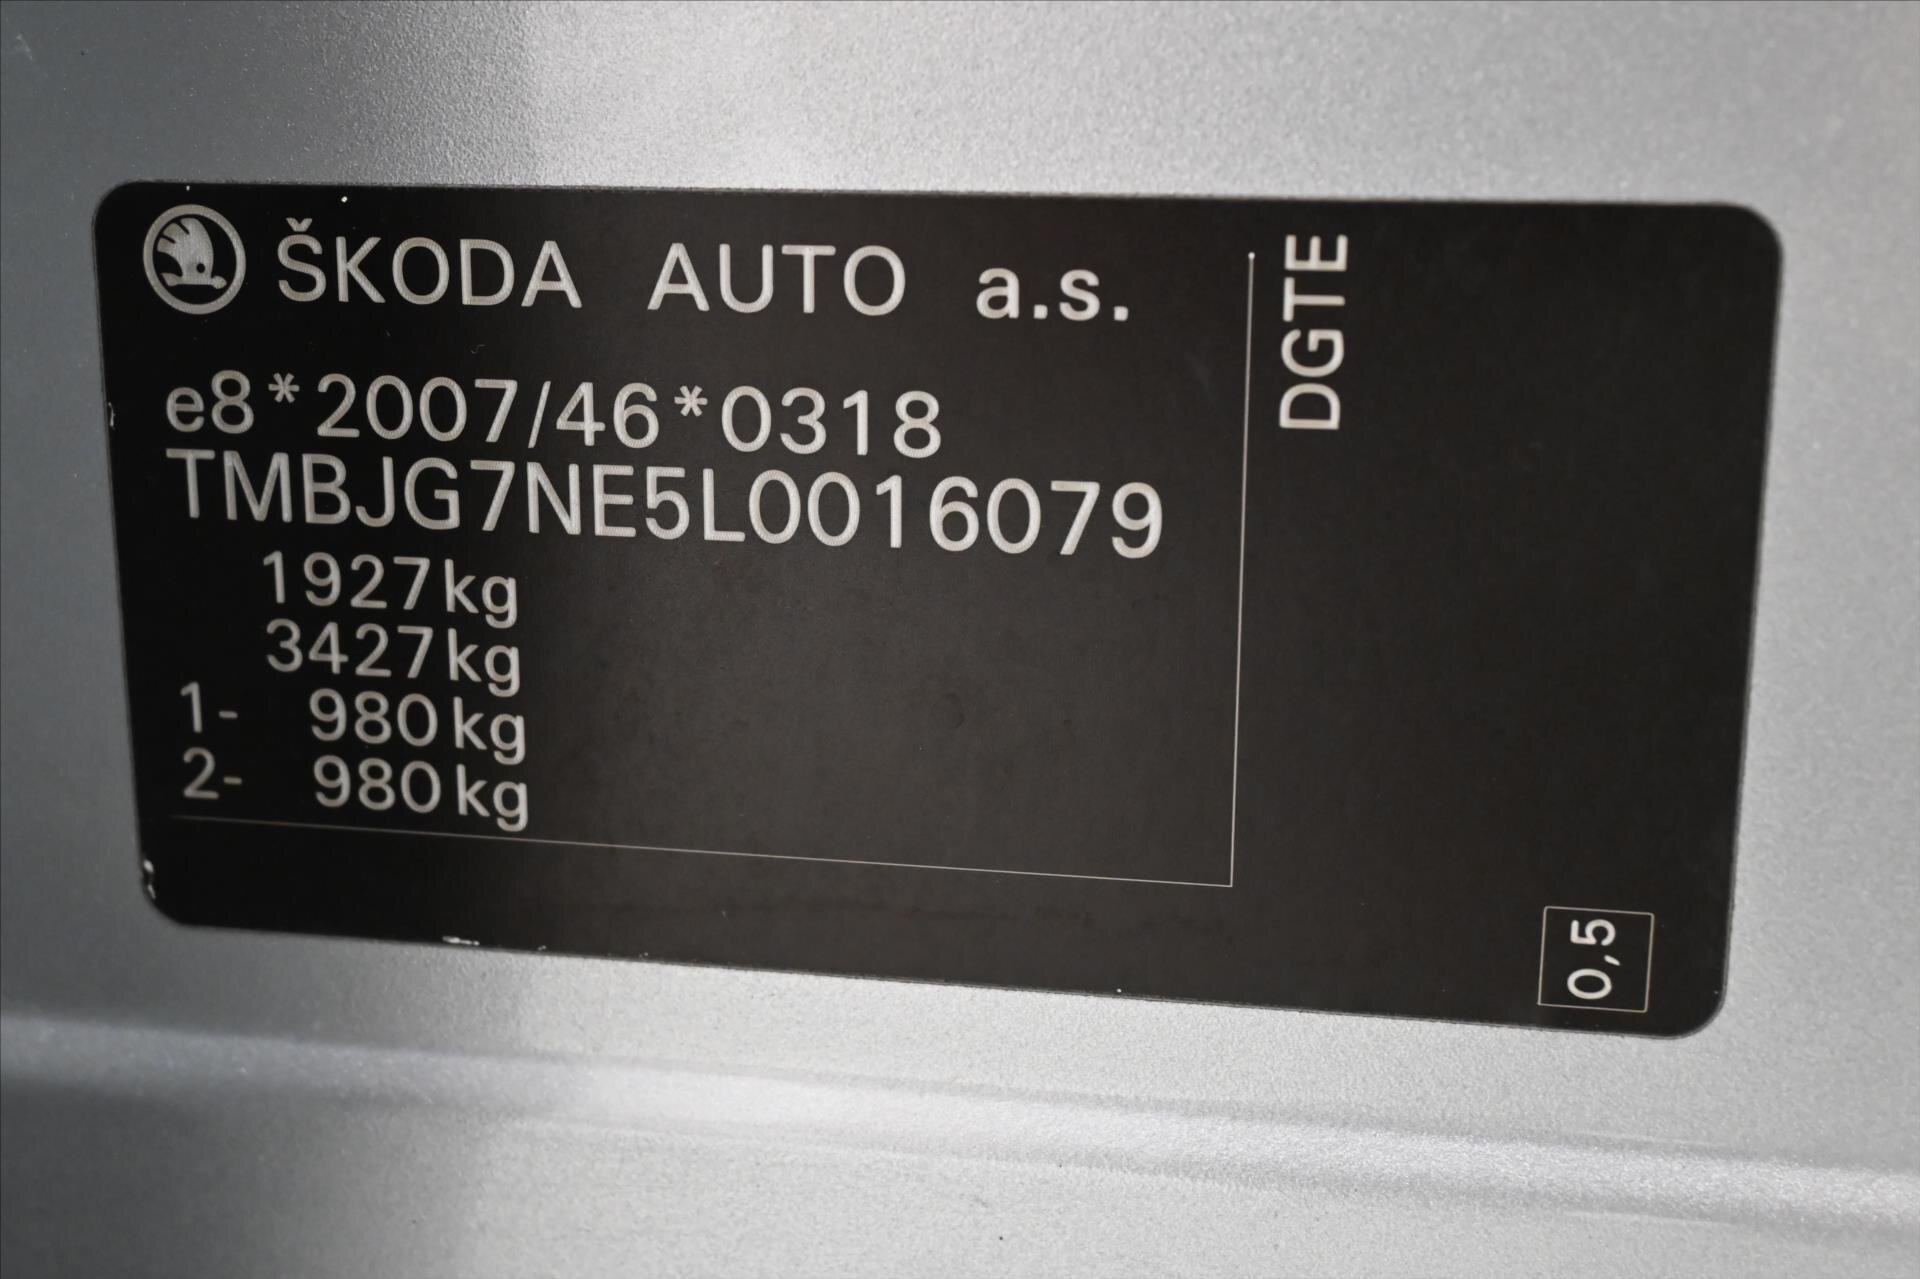 ŠKODA AUTO a.s.
e8*2007/46*0318
TMBJG7NE5L0016079
1927kg
3427kg
1- 980kg
2- 980kg
DGTE
0,5